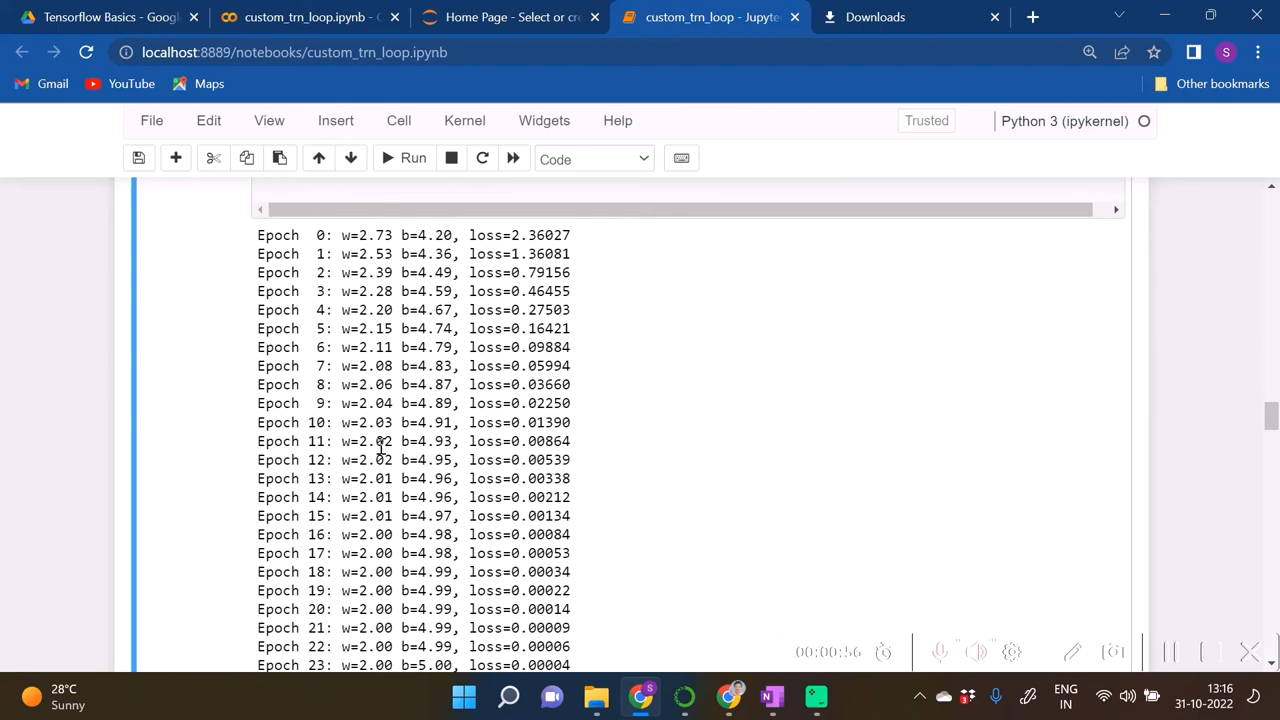 Tensorflow Basics - Googl
custom_trn_loop.ipynb - C
Home Page - Select or cre
custom_trn_loop - Jupyte
Downloads
localhost:8889/notebooks/custom_trn_loop.ipynb
S
Gmail
YouTube
Maps
Other bookmarks
File Edit View Insert Cell Kernel Widgets Help
Trusted
Python 3 (ipykernel)
Run
Code
Epoch 0: w=2.73 b=4.20, loss=2.36027
Epoch 1: w=2.53 b=4.36, loss=1.36081
Epoch 2: w=2.39 b=4.49, loss=0.79156
Epoch 3: w=2.28 b=4.59, loss=0.46455
Epoch 4: w=2.20 b=4.67, loss=0.27503
Epoch 5: w=2.15 b=4.74, loss=0.16421
Epoch 6: w=2.11 b=4.79, loss=0.09884
Epoch 7: w=2.08 b=4.83, loss=0.05994
Epoch 8: w=2.06 b=4.87, loss=0.03660
Epoch 9: w=2.04 b=4.89, loss=0.02250
Epoch 10: w=2.03 b=4.91, loss=0.01390
Epoch 11: w=2.02 b=4.93, loss=0.00864
Epoch 12: w=2.02 b=4.95, loss=0.00539
Epoch 13: w=2.01 b=4.96, loss=0.00338
Epoch 14: w=2.01 b=4.96, loss=0.00212
Epoch 15: w=2.01 b=4.97, loss=0.00134
Epoch 16: w=2.00 b=4.98, loss=0.00084
Epoch 17: w=2.00 b=4.98, loss=0.00053
Epoch 18: w=2.00 b=4.99, loss=0.00034
Epoch 19: w=2.00 b=4.99, loss=0.00022
Epoch 20: w=2.00 b=4.99, loss=0.00014
Epoch 21: w=2.00 b=4.99, loss=0.00009
Epoch 22: w=2.00 b=4.99, loss=0.00006
Epoch 23: w=2.00 b=5.00, loss=0.00004
00:00:56
28°C
Sunny
ENG
IN
13:16
31-10-2022